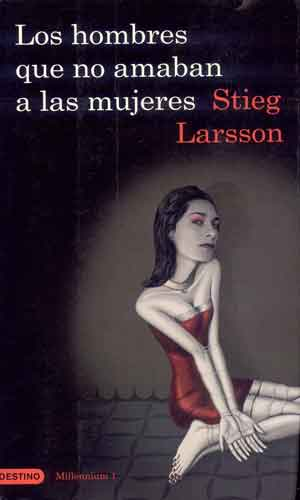 Los hombres
que no amaban
a las mujeres Stieg
Larsson
DESTINO Millennium 1